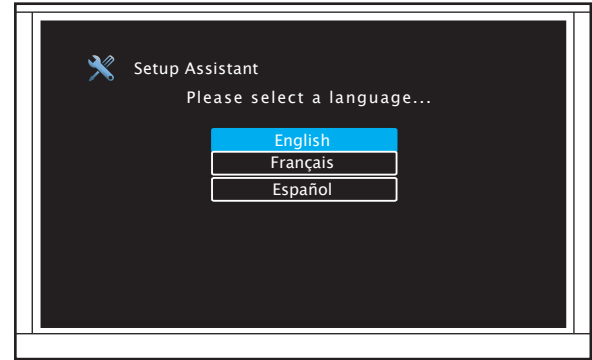 Setup Assistant
Please select a language...
English
Français
Español